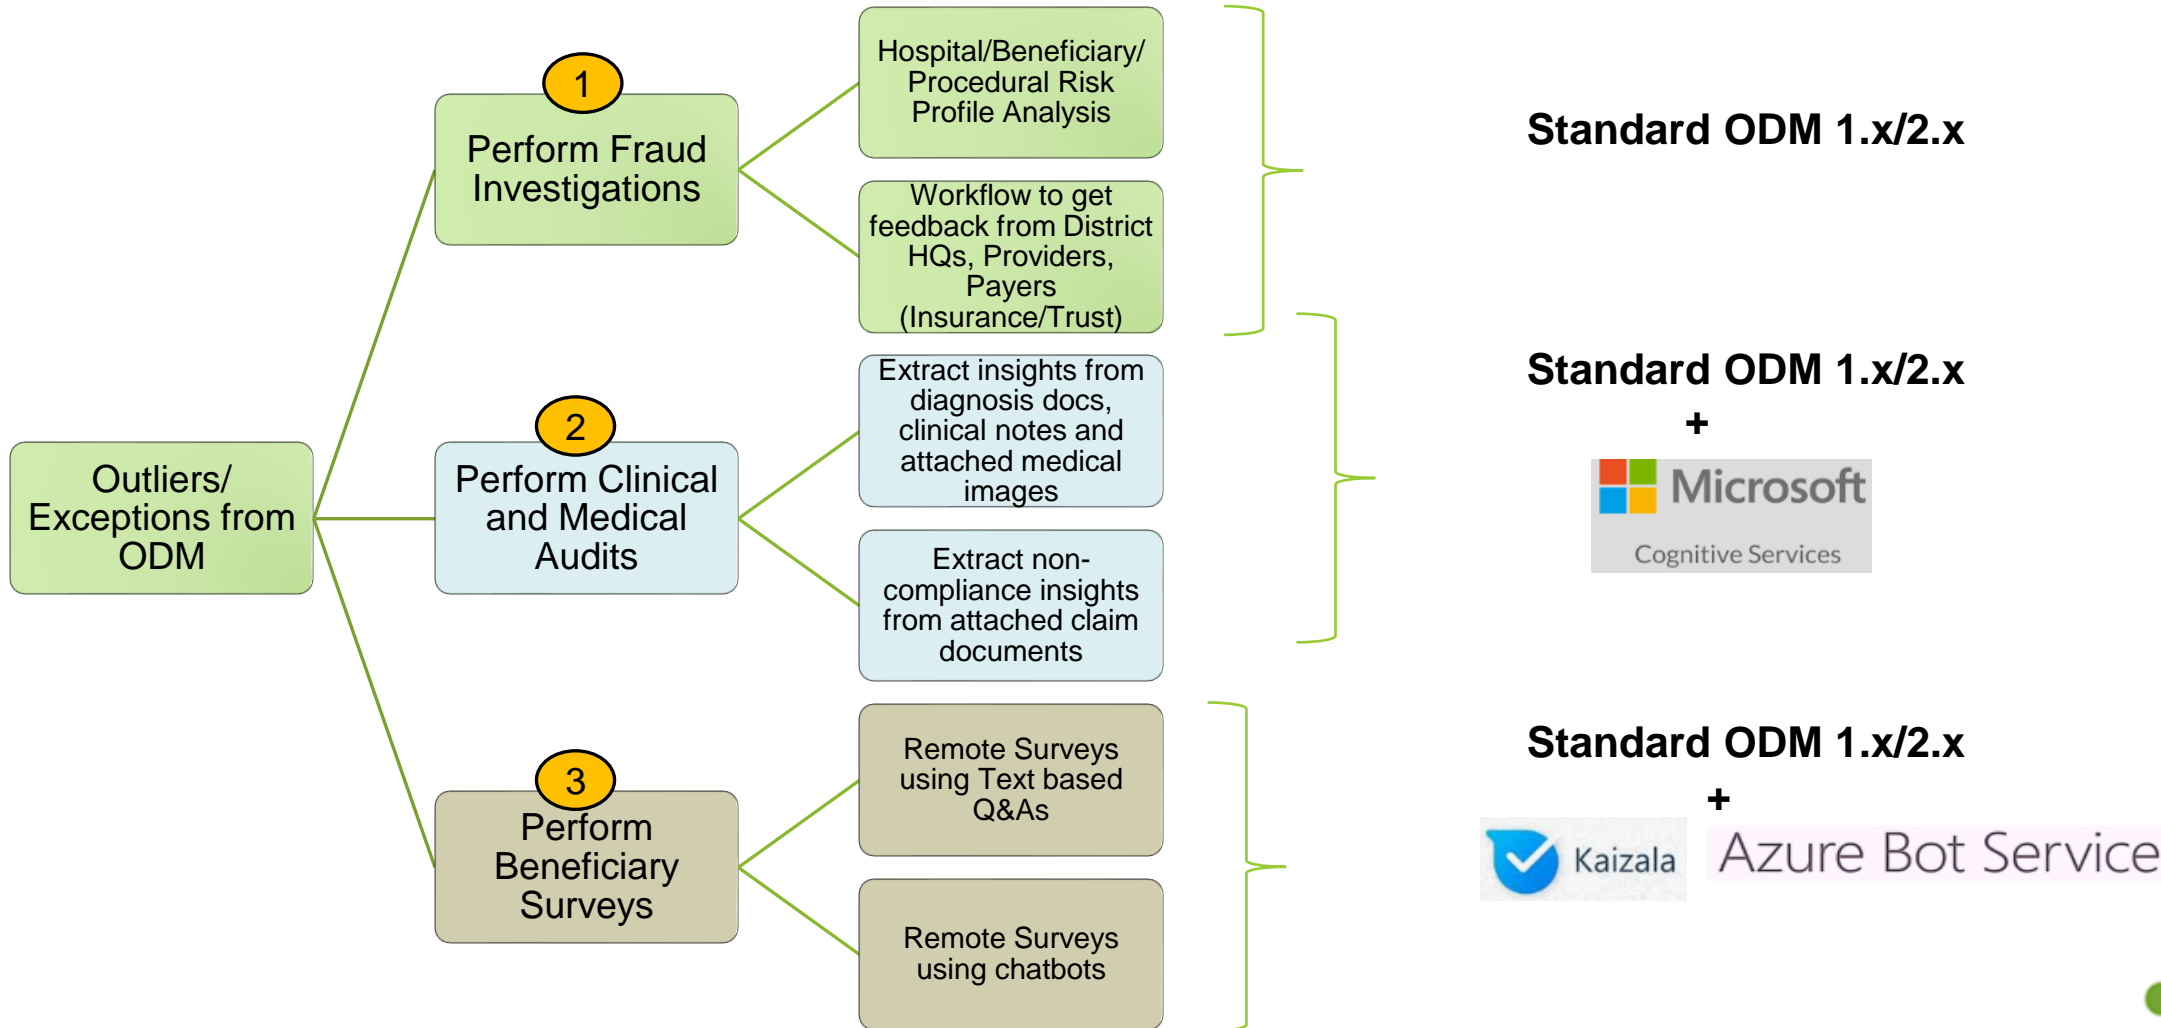 Outliers/
Exceptions from
ODM
1
Perform Fraud
Investigations
Hospital/Beneficiary/
Procedural Risk
Profile Analysis
Workflow to get
feedback from District
HQs, Providers,
Payers
(Insurance/Trust)
Standard ODM 1.x/2.x
2
Perform Clinical
and Medical
Audits
Extract insights from
diagnosis docs,
clinical notes and
attached medical
images
Extract non-
compliance insights
from attached claim
documents
Standard ODM 1.x/2.x
+
Microsoft
Cognitive Services
3
Perform
Beneficiary
Surveys
Remote Surveys
using Text based
Q&As
Remote Surveys
using chatbots
Standard ODM 1.x/2.x
+
Kaizala
Azure Bot Service